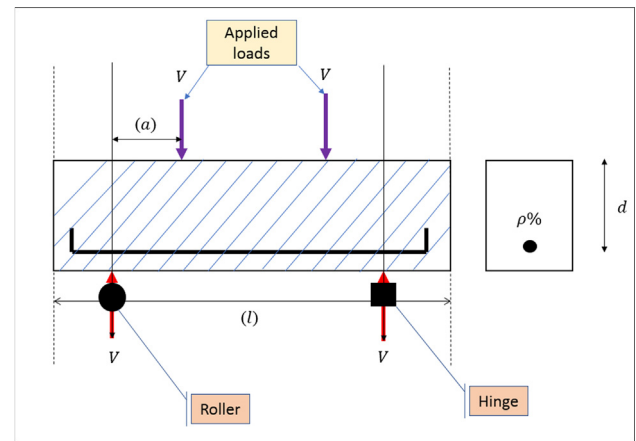 Applied
loads
V
V
(a)
d
ρ%
(l)
V
V
Roller
Hinge